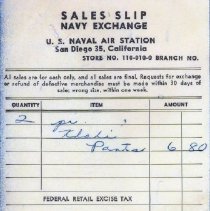 SALES SLIP
NAVY EXCHANGE
U. S. NAVAL AIR STATION
San Diego 35, California
STORE NO. 110-010-0 BRANCH NO.
All sales are for cash only, and all sales are final. Requests for exchange
or refund of defective merchandise must be made within 30 days of
sale; wrong size, within one week.
QUANTITY ITEM AMOUNT
2 pr.
Pants 6 80
FEDERAL RETAIL EXCISE TAX